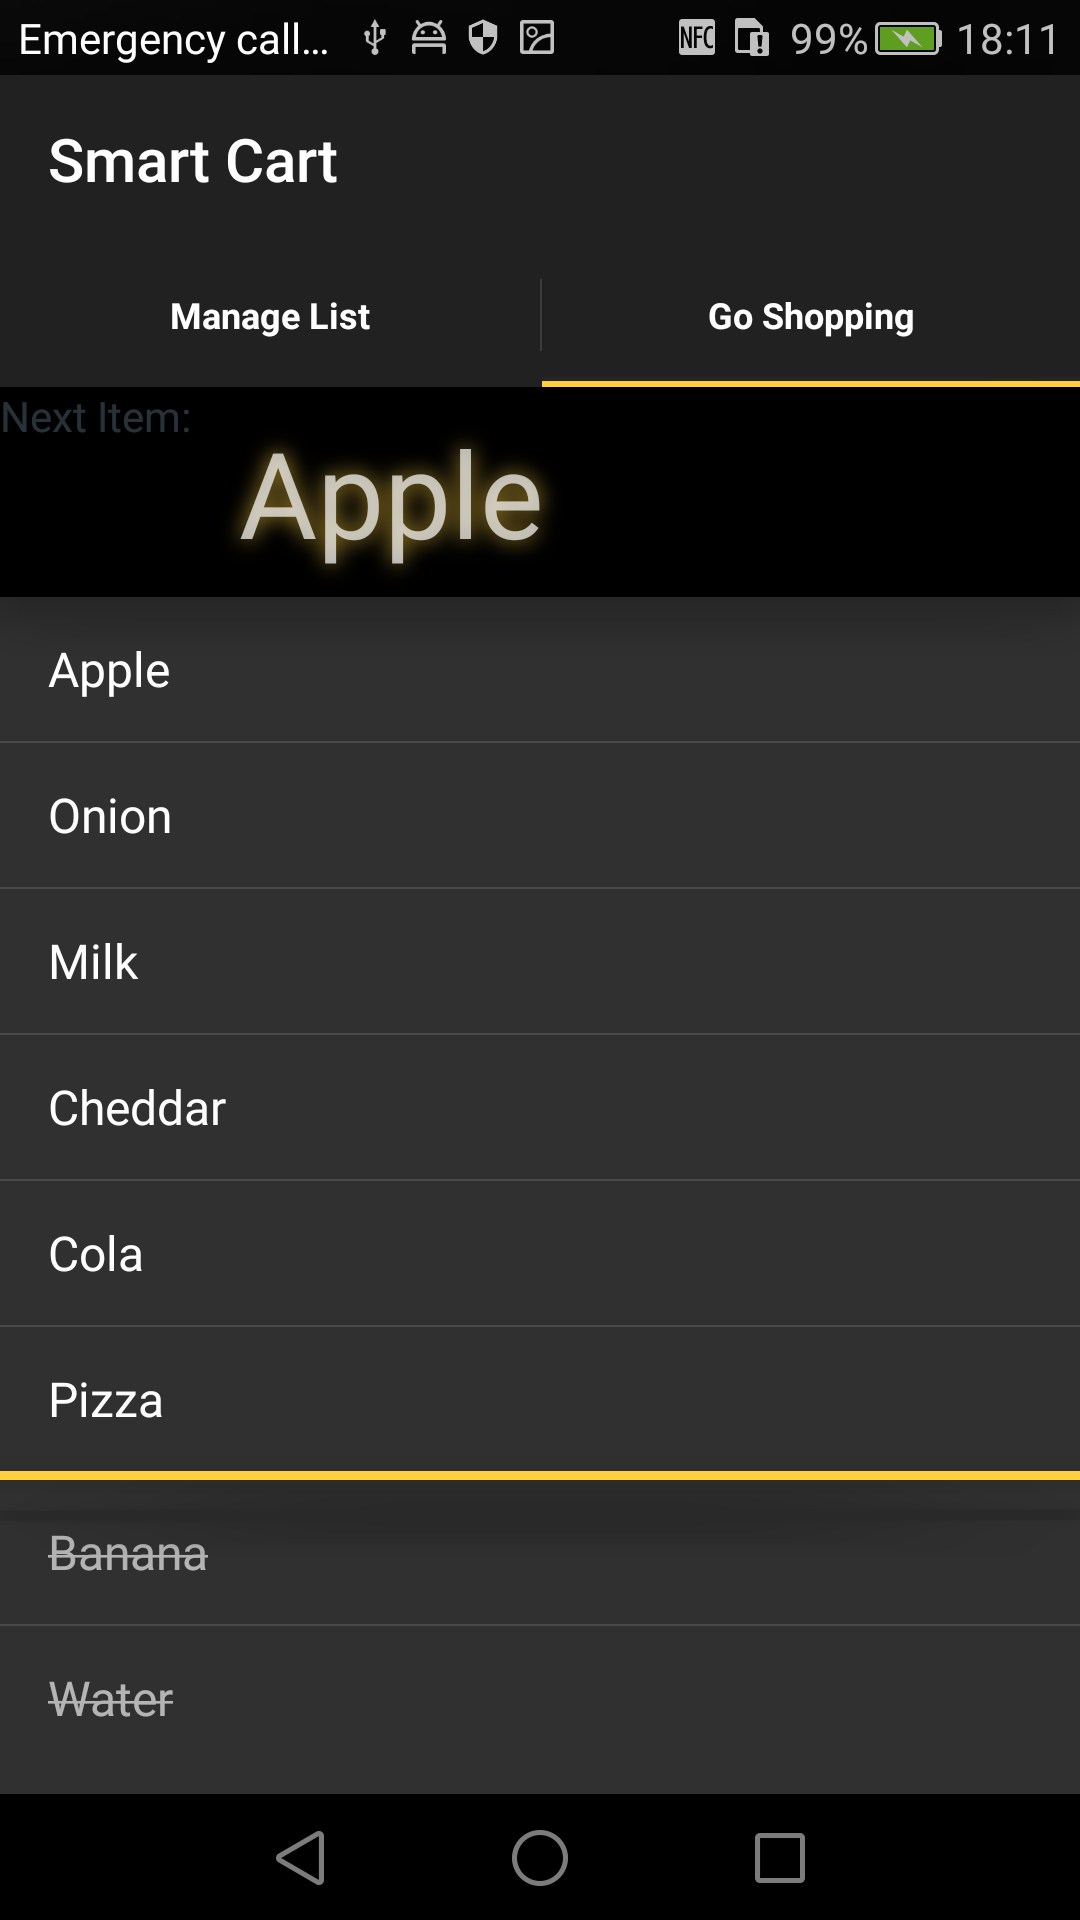 Emergency call... NFC 99% 18:11
Smart Cart
Manage List Go Shopping
Next Item:
Apple
Apple
Onion
Milk
Cheddar
Cola
Pizza
Banana
Water